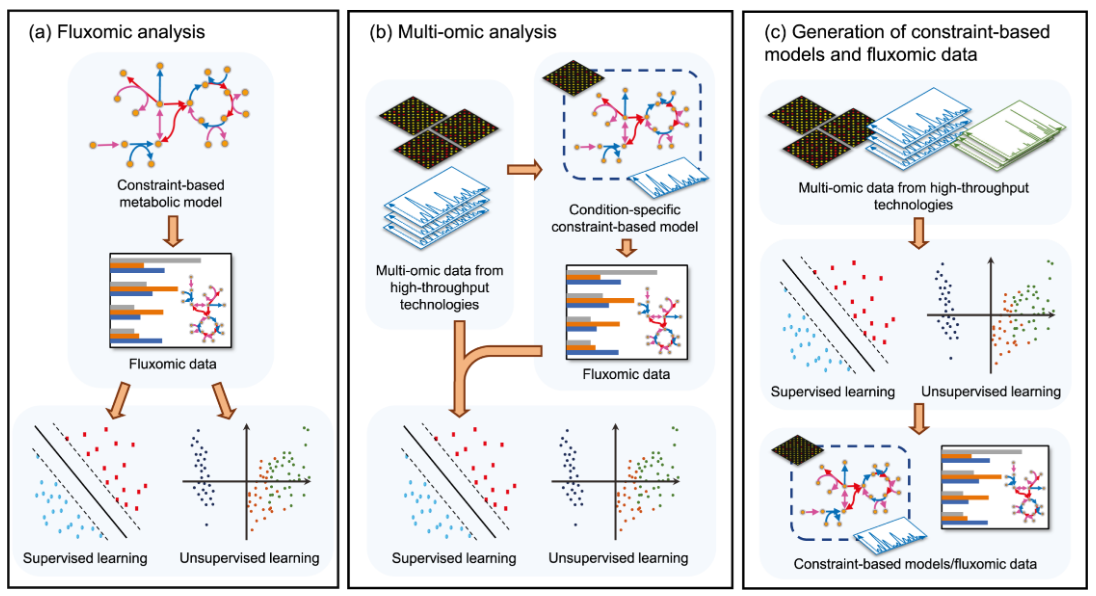 (a) Fluxomic analysis
Constraint-based
metabolic model
Fluxomic data
Supervised learning
Unsupervised learning
(b) Multi-omic analysis
Multi-omic data from
high-throughput
technologies
Condition-specific
constraint-based model
Fluxomic data
Supervised learning
Unsupervised learning
(c) Generation of constraint-based
models and fluxomic data
Multi-omic data from high-throughput
technologies
Supervised learning
Unsupervised learning
Constraint-based models/fluxomic data